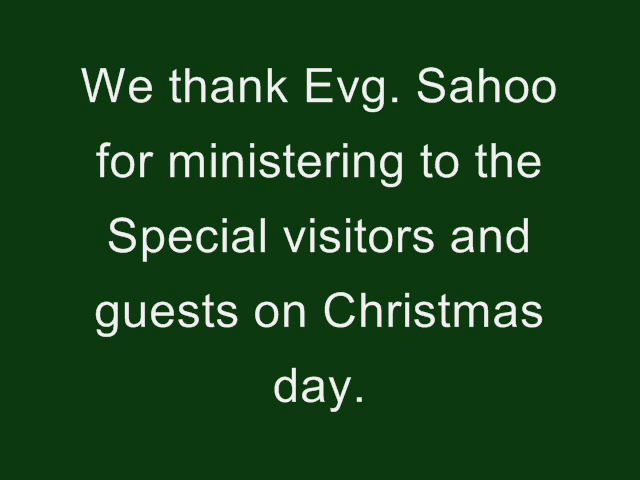 We thank Evg. Sahoo
for ministering to the
Special visitors and
guests on Christmas
day.